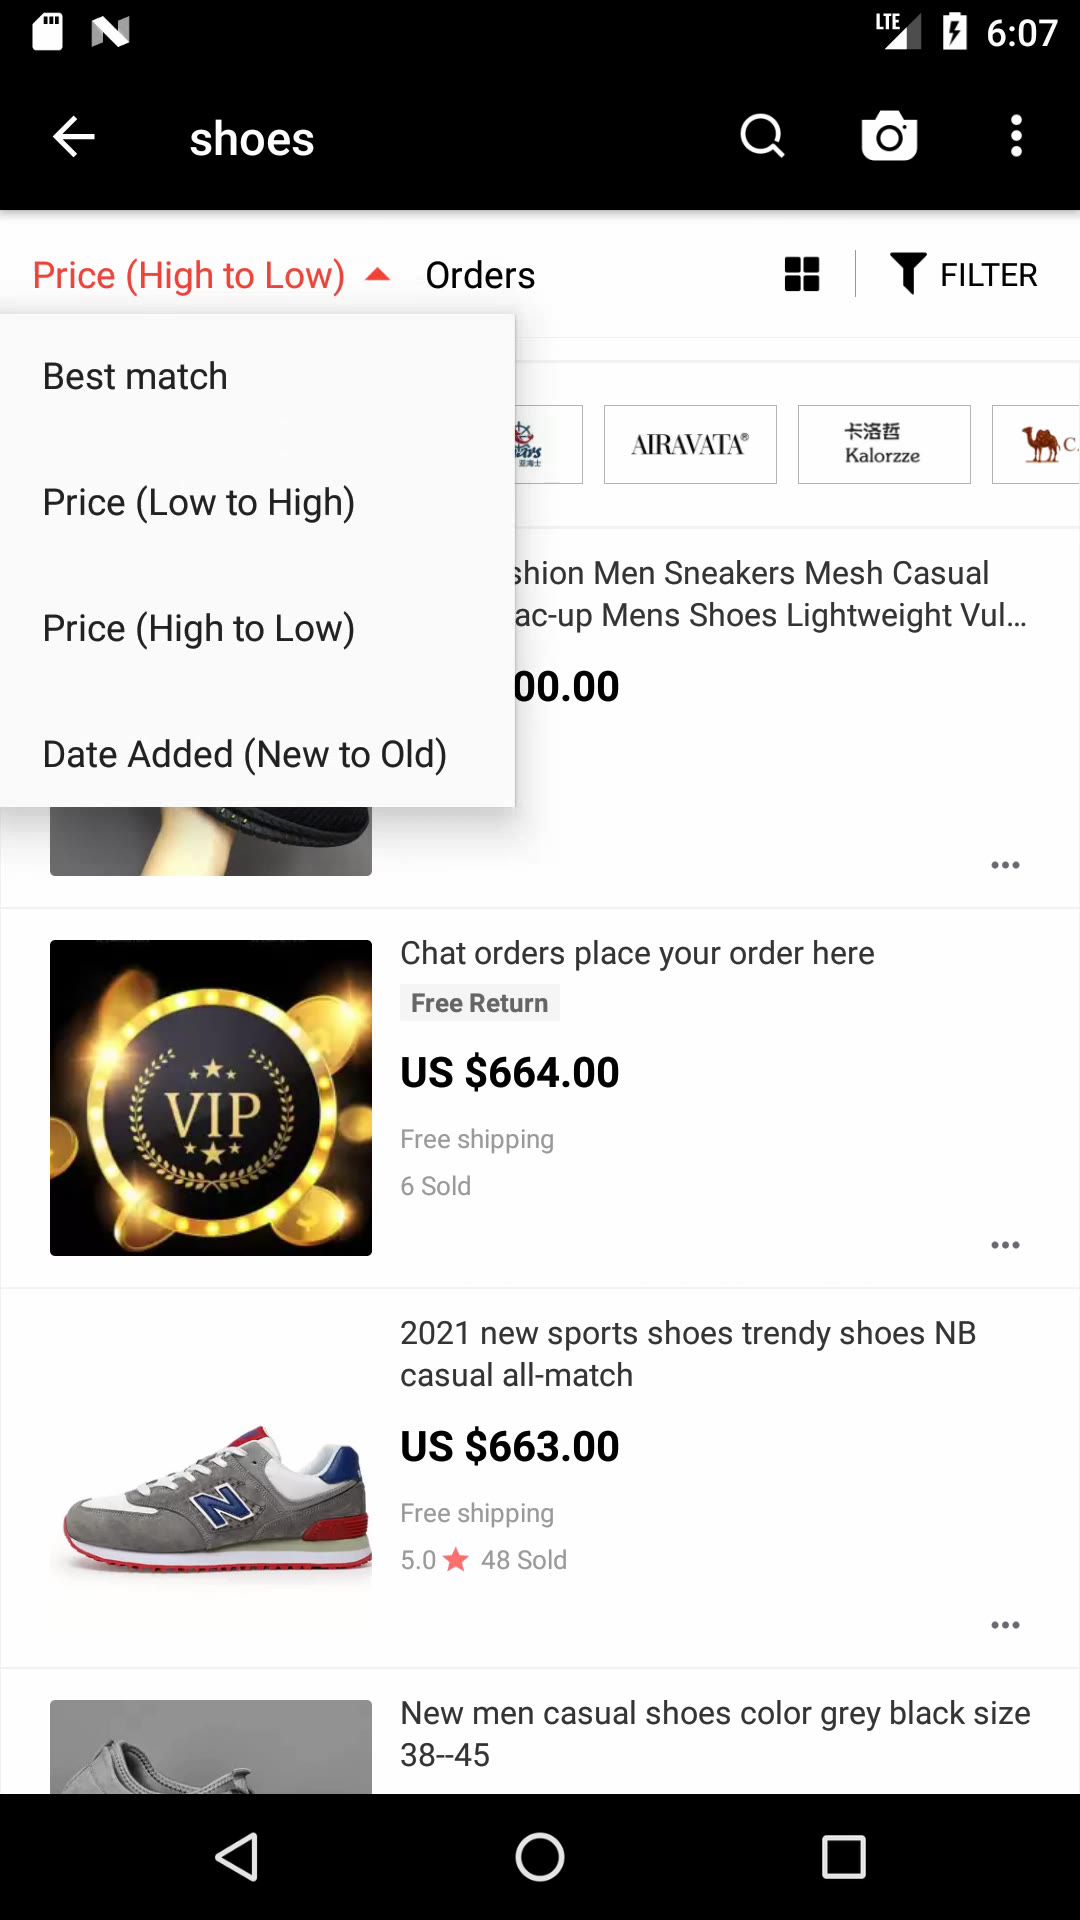 LTE 6:07
shoes
Price (High to Low) Orders FILTER
Best match
Price (Low to High)
Price (High to Low)
Date Added (New to Old)
亚海士
AIRAVATA®
卡洛哲
Kalorzze
shion Men Sneakers Mesh Casual
ac-up Mens Shoes Lightweight Vul...
00.00
Chat orders place your order here
Free Return
US $664.00
Free shipping
6 Sold
VIP
2021 new sports shoes trendy shoes NB
casual all-match
US $663.00
Free shipping
5.0 48 Sold
N
New men casual shoes color grey black size
38--45